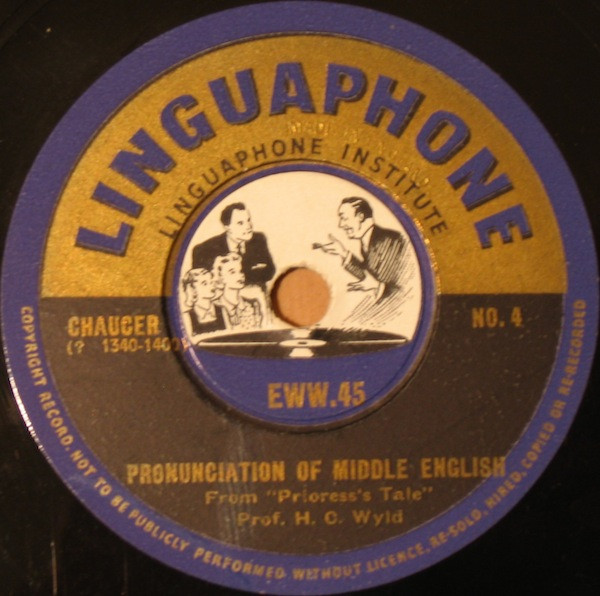 LINGUAPHONE
LINGUAPHONE INSTITUTE
CHAUCER
(? 1340-1400)
NO. 4
EWW.45
PRONUNCIATION OF MIDDLE ENGLISH
From "Prioress's Tale"
Prof. H. C. Wyld
COPYRIGHT RECORD. NOT TO BE PUBLICLY PERFORMED WITHOUT LICENCE, RE-SOLD, HIRED, COPIED OR RE-RECORDED